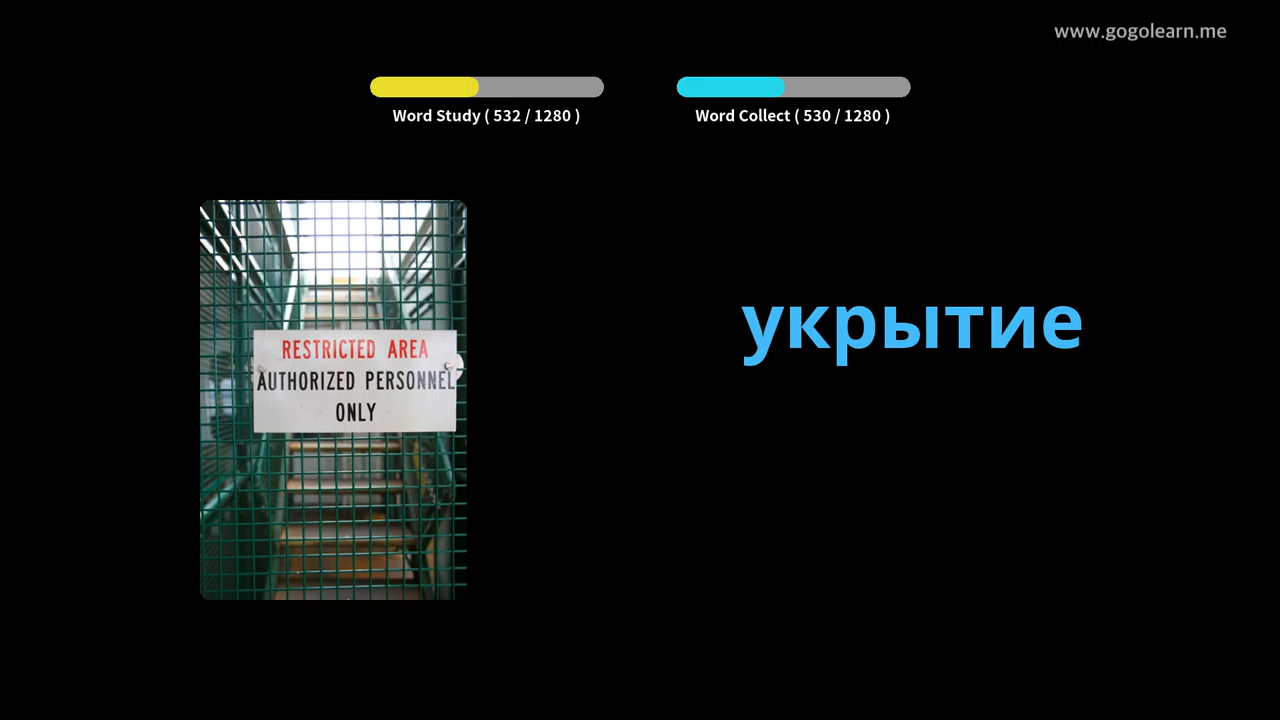 www.gogolearn.me
Word Study ( 532 / 1280 )
Word Collect ( 530 / 1280 )
RESTRICTED AREA
AUTHORIZED PERSONNEL
ONLY
укрытие